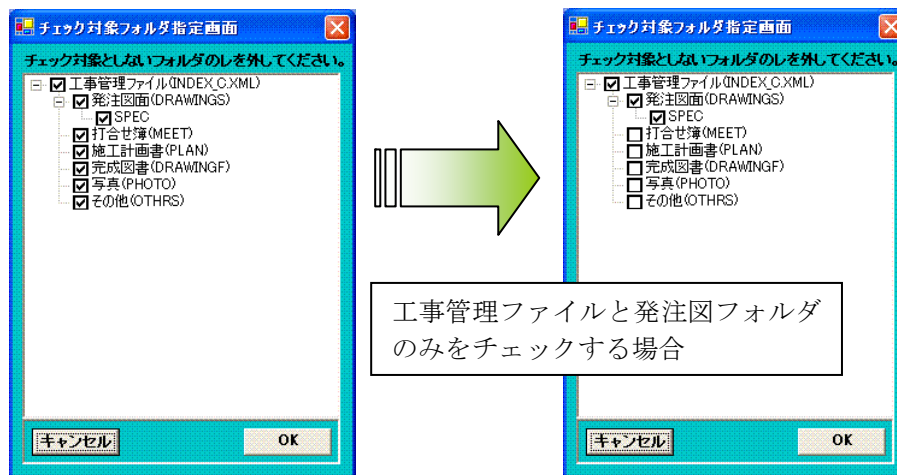 チェック対象フォルダ指定画面
チェック対象としないフォルダのレを外してください。
工事管理ファイル(INDEX_C.XML)
発注図面(DRAWINGS)
SPEC
打合せ簿(MEET)
施工計画書(PLAN)
完成図書(DRAWINGF)
写真(PHOTO)
その他(OTHRS)
キャンセル
OK
工事管理ファイルと発注図フォルダ
のみをチェックする場合
チェック対象フォルダ指定画面
チェック対象としないフォルダのレを外してください。
工事管理ファイル(INDEX_C.XML)
発注図面(DRAWINGS)
SPEC
打合せ簿(MEET)
施工計画書(PLAN)
完成図書(DRAWINGF)
写真(PHOTO)
その他(OTHRS)
キャンセル
OK